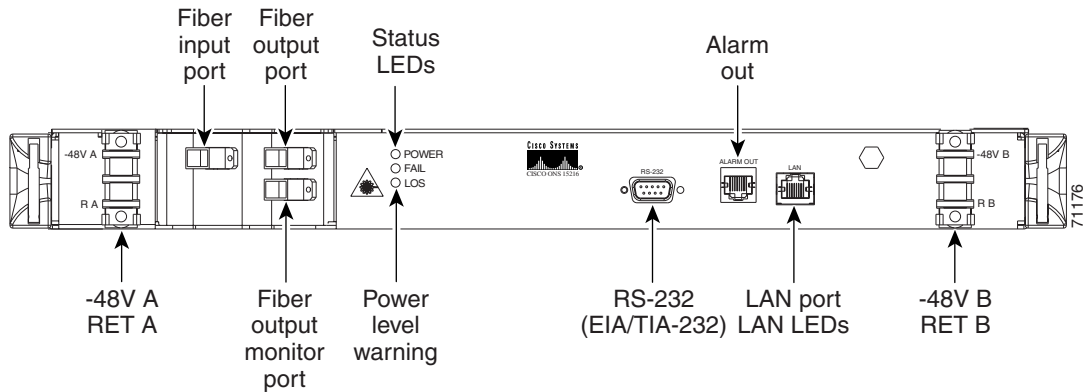 Fiber
input
port
Fiber
output
port
Status
LEDs
Alarm
out
-48V A
R A
POWER
FAIL
LOS
CISCO SYSTEMS
CISCO ONS 15216
RS-232
ALARM OUT
LAN
-48V B
R B
71176
-48V A
RET A
Fiber
output
monitor
port
Power
level
warning
RS-232
(EIA/TIA-232)
LAN port
LAN LEDs
-48V B
RET B